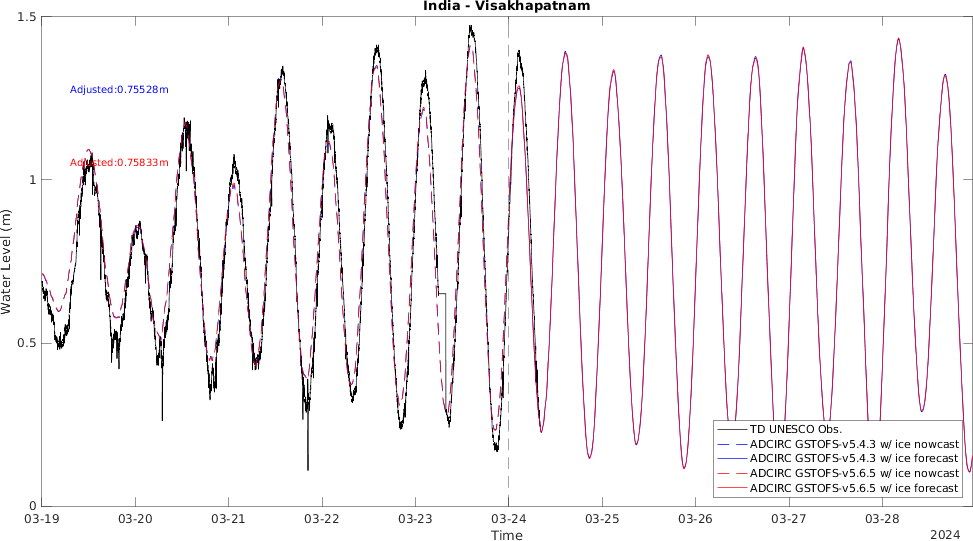 India - Visakhapatnam
1.5
Adjusted:0.75528m
Adjusted:0.75833m
1
Water Level (m)
0.5
TD UNESCO Obs.
ADCIRC GSTOFS-v5.4.3 w/ ice nowcast
ADCIRC GSTOFS-v5.4.3 w/ ice forecast
ADCIRC GSTOFS-v5.6.5 w/ ice nowcast
ADCIRC GSTOFS-v5.6.5 w/ ice forecast
0
03-19 03-20 03-21 03-22 03-23 03-24 03-25 03-26 03-27 03-28
Time
2024